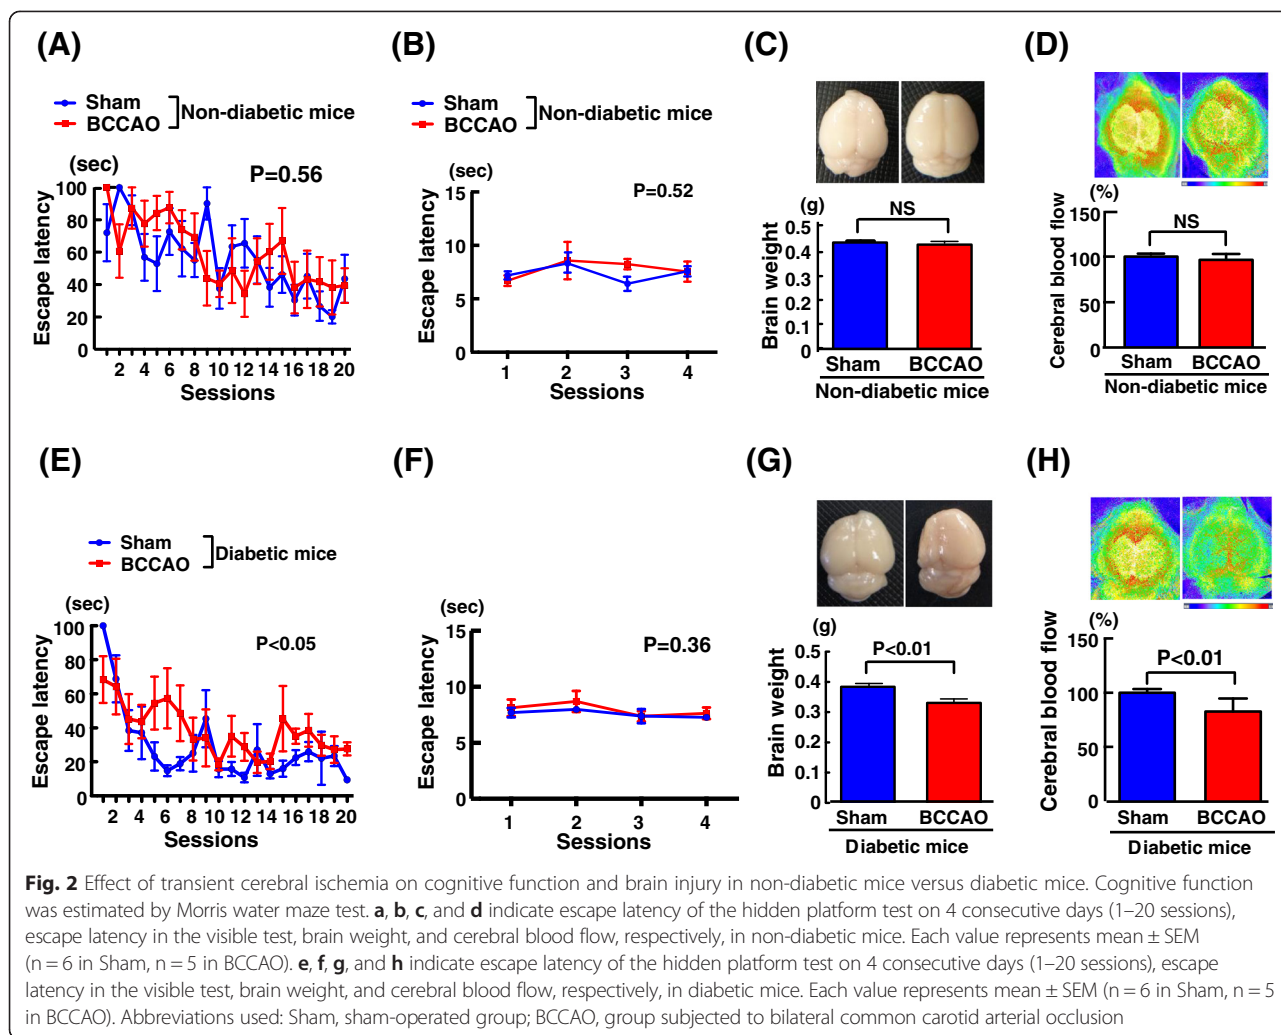 (A)
Sham
BCCAO
Non-diabetic mice
(sec)
P=0.56
Escape latency
100
80
60
40
20
0
2 4 6 8 10 12 14 16 18 20
Sessions
(B)
Sham
BCCAO
Non-diabetic mice
(sec)
P=0.52
Escape latency
15
10
5
0
1 2 3 4
Sessions
(C)
(g)
NS
Brain weight
0.5
0.4
0.3
0.2
0.1
0
Sham BCCAO
Non-diabetic mice
(D)
(%)
NS
Cerebral blood flow
150
100
50
0
Sham BCCAO
Non-diabetic mice
(E)
Sham
BCCAO
Diabetic mice
(sec)
P<0.05
Escape latency
100
80
60
40
20
0
2 4 6 8 10 12 14 16 18 20
Sessions
(F)
(sec)
P=0.36
Escape latency
15
10
5
0
1 2 3 4
Sessions
(G)
(g)
P<0.01
Brain weight
0.5
0.4
0.3
0.2
0.1
0
Sham BCCAO
Diabetic mice
(H)
(%)
P<0.01
Cerebral blood flow
150
100
50
0
Sham BCCAO
Diabetic mice
Fig. 2 Effect of transient cerebral ischemia on cognitive function and brain injury in non-diabetic mice versus diabetic mice. Cognitive function
was estimated by Morris water maze test. a, b, c, and d indicate escape latency of the hidden platform test on 4 consecutive days (1–20 sessions),
escape latency in the visible test, brain weight, and cerebral blood flow, respectively, in non-diabetic mice. Each value represents mean ± SEM
(n = 6 in Sham, n = 5 in BCCAO). e, f, g, and h indicate escape latency of the hidden platform test on 4 consecutive days (1–20 sessions), escape
latency in the visible test, brain weight, and cerebral blood flow, respectively, in diabetic mice. Each value represents mean ± SEM (n = 6 in Sham, n = 5
in BCCAO). Abbreviations used: Sham, sham-operated group; BCCAO, group subjected to bilateral common carotid arterial occlusion